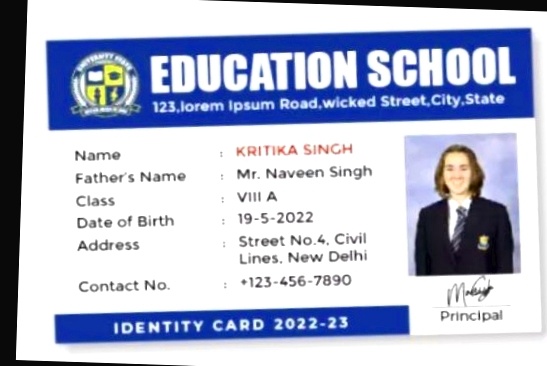 EDUCATION SCHOOL
123,lorem Ipsum Road,wicked Street,City,State
Name : KRITIKA SINGH
Father's Name : Mr. Naveen Singh
Class : VIII A
Date of Birth : 19-5-2022
Address : Street No.4, Civil
Lines, New Delhi
Contact No. : +123-456-7890
Principal
IDENTITY CARD 2022-23